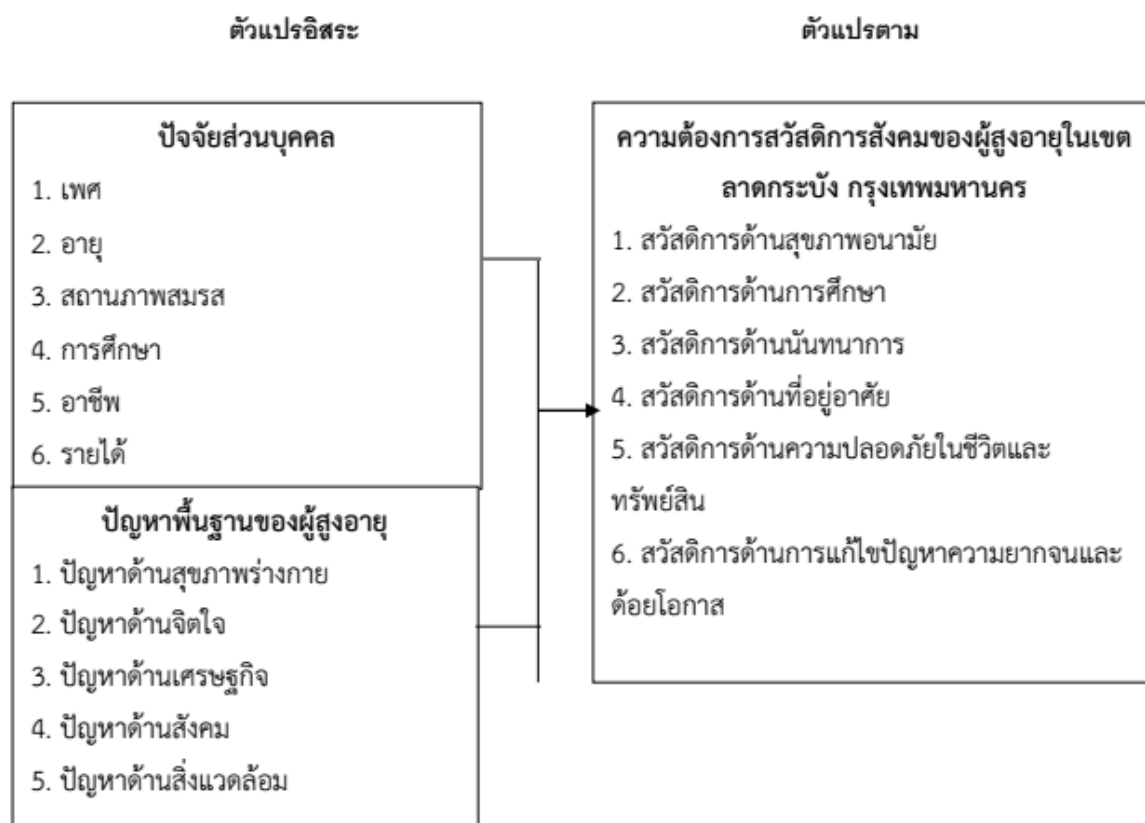 ตัวแปรอิสระ
ตัวแปรตาม
ปัจจัยส่วนบุคคล
1. เพศ
2. อายุ
3. สถานภาพสมรส
4. การศึกษา
5. อาชีพ
6. รายได้
ปัญหาพื้นฐานของผู้สูงอายุ
1. ปัญหาด้านสุขภาพร่างกาย
2. ปัญหาด้านจิตใจ
3. ปัญหาด้านเศรษฐกิจ
4. ปัญหาด้านสังคม
5. ปัญหาด้านสิ่งแวดล้อม
ความต้องการสวัสดิการสังคมของผู้สูงอายุในเขต
ลาดกระบัง กรุงเทพมหานคร
1. สวัสดิการด้านสุขภาพอนามัย
2. สวัสดิการด้านการศึกษา
3. สวัสดิการด้านนันทนาการ
4. สวัสดิการด้านที่อยู่อาศัย
5. สวัสดิการด้านความปลอดภัยในชีวิตและ
ทรัพย์สิน
6. สวัสดิการด้านการแก้ไขปัญหาความยากจนและ
ด้อยโอกาส